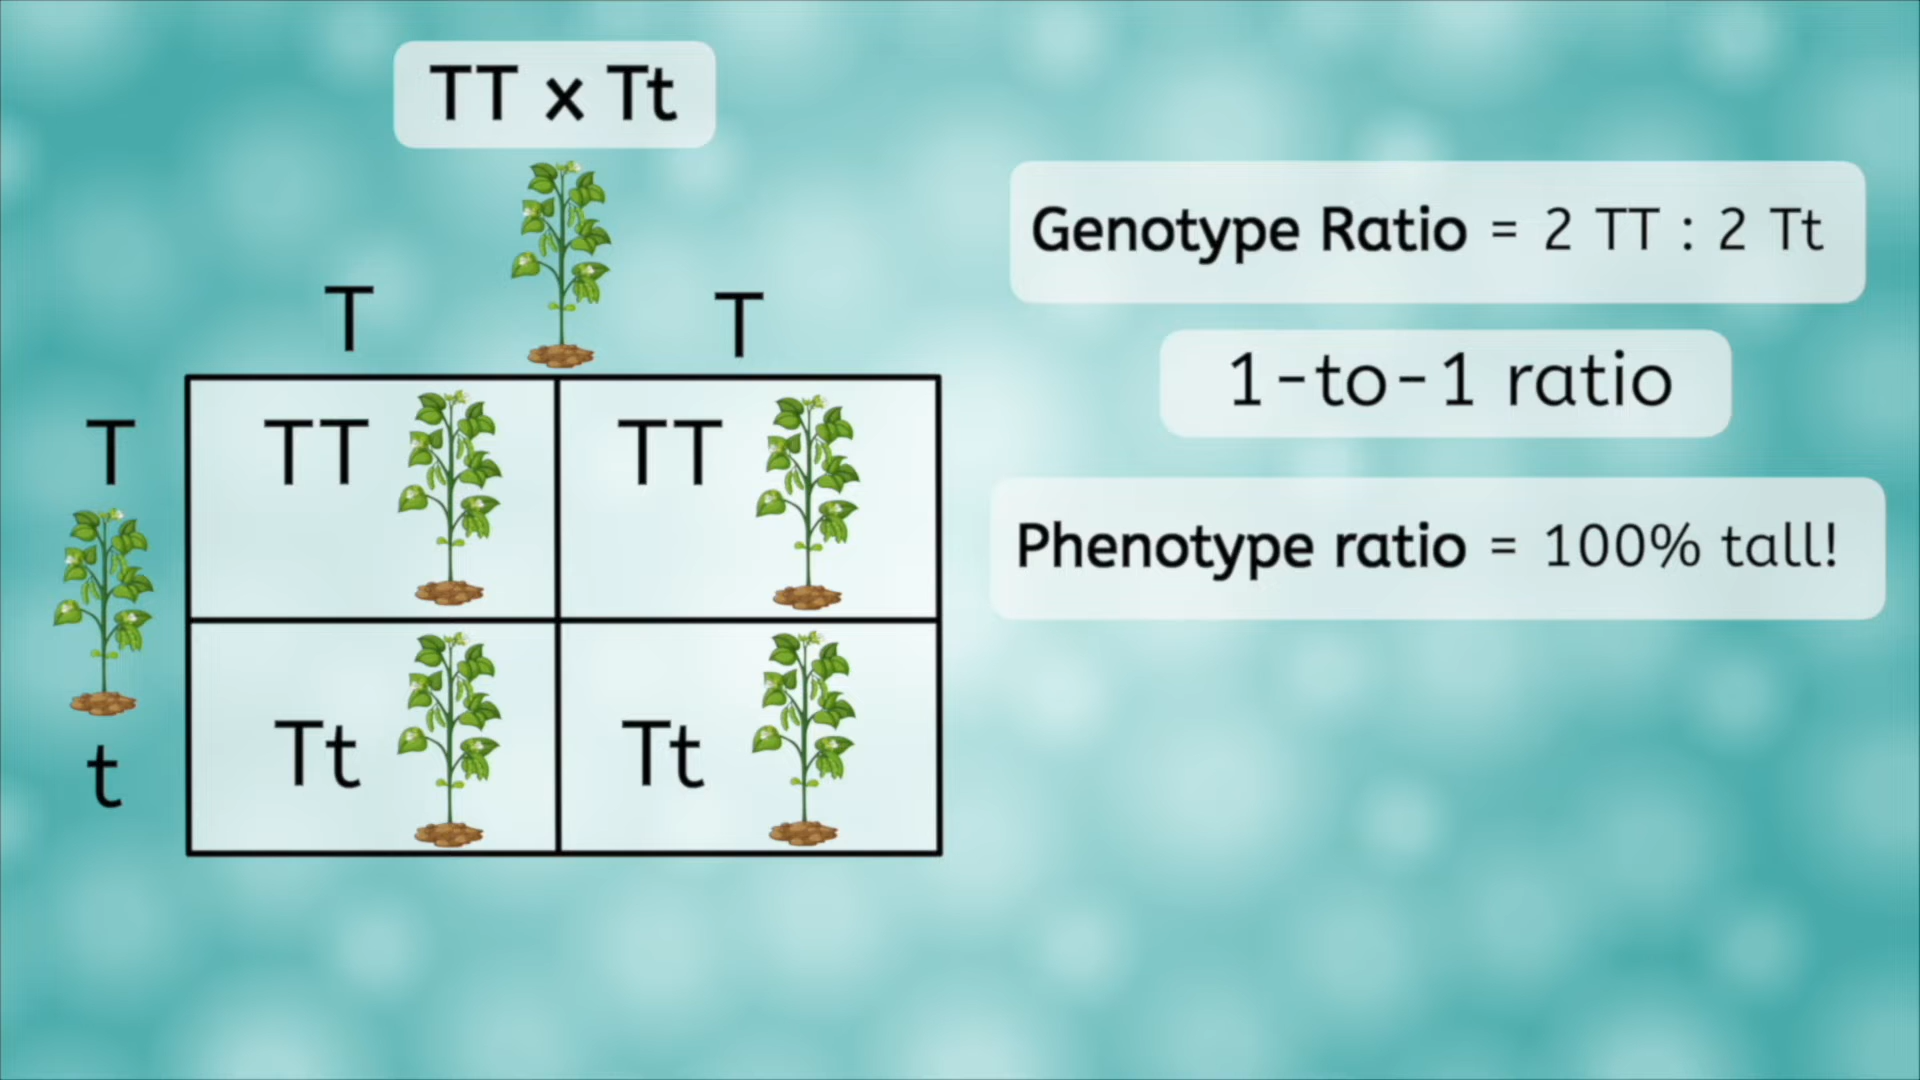 TT x Tt
T T
T
TT TT
t
Tt Tt
Genotype Ratio = 2 TT : 2 Tt
1-to-1 ratio
Phenotype ratio = 100% tall!